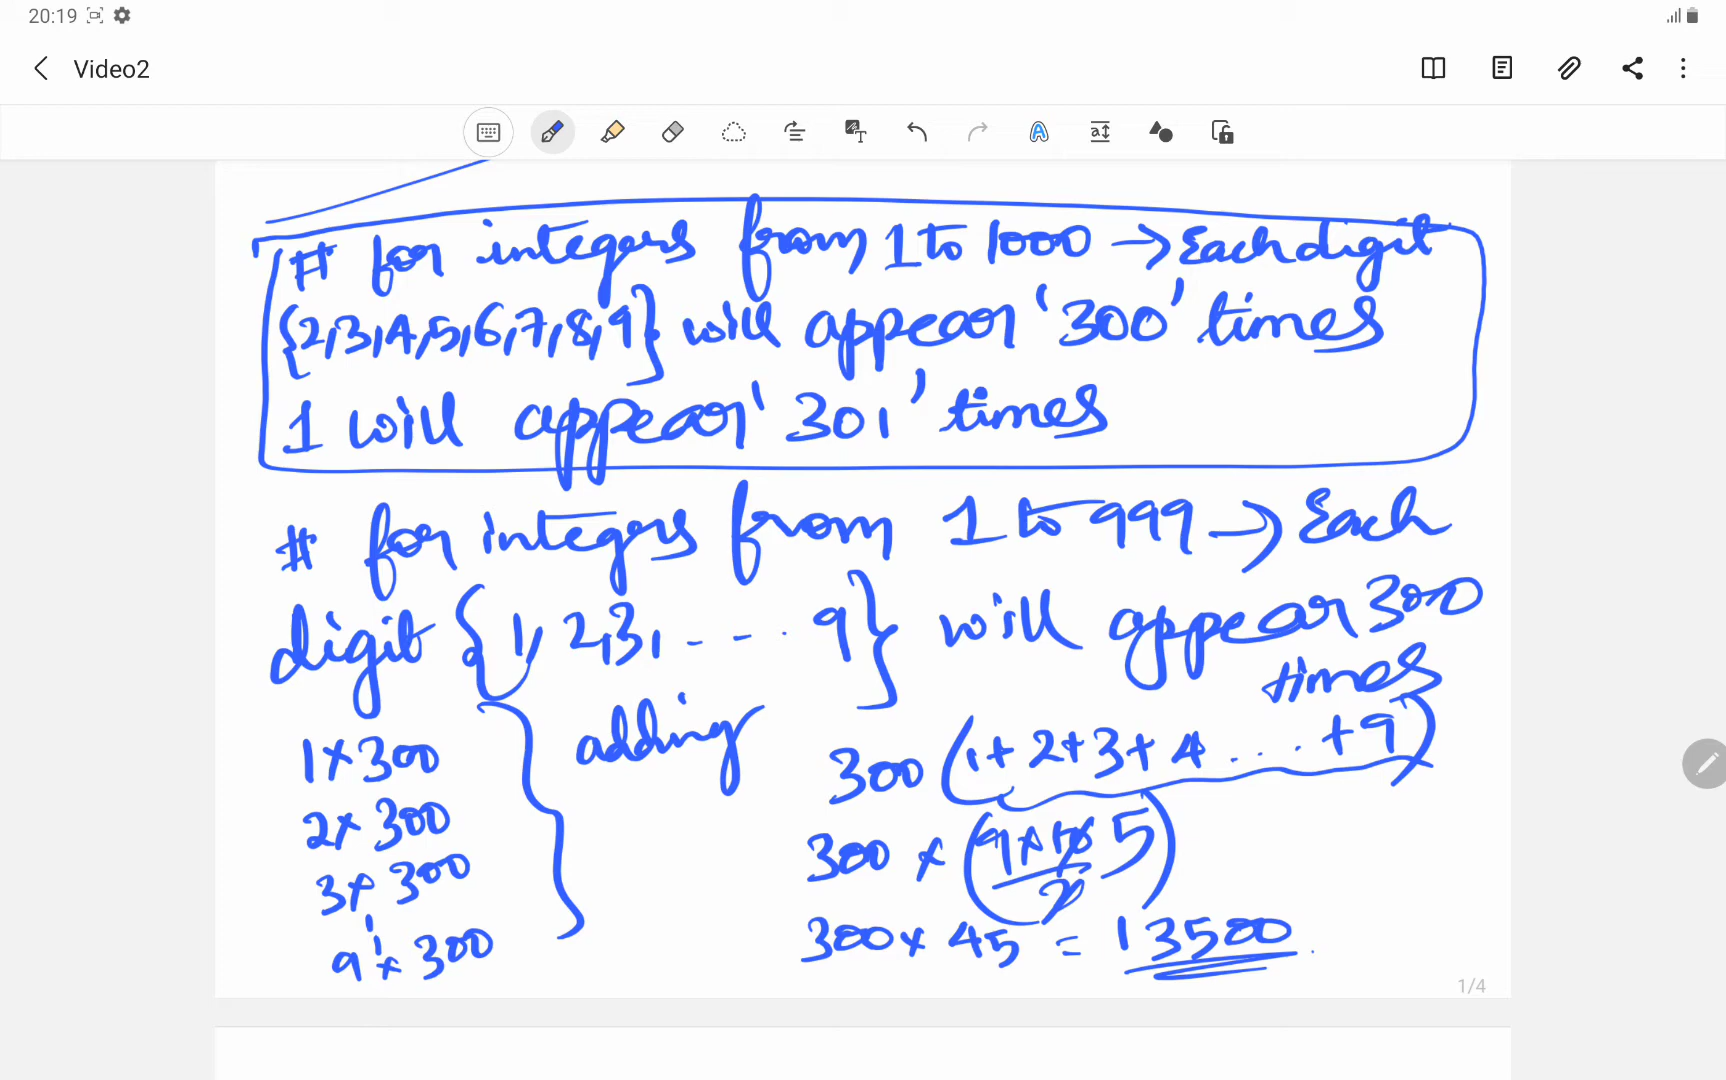 20:19
Video2
# for integers from 1 to 1000 → Each digit
{2,3,4,5,6,7,8,9} will appear '300' times
1 will appear '301' times
# for integers from 1 to 999 → Each
digit {1, 2,3, - - - 9} will appear 300
times
adding
1 × 300
2 × 300
3 × 300
9 × 300
300 (1+ 2+3+ 4 .... +9)
300 × (9 × 10 5)
2
300 × 45 = 13500
1/4